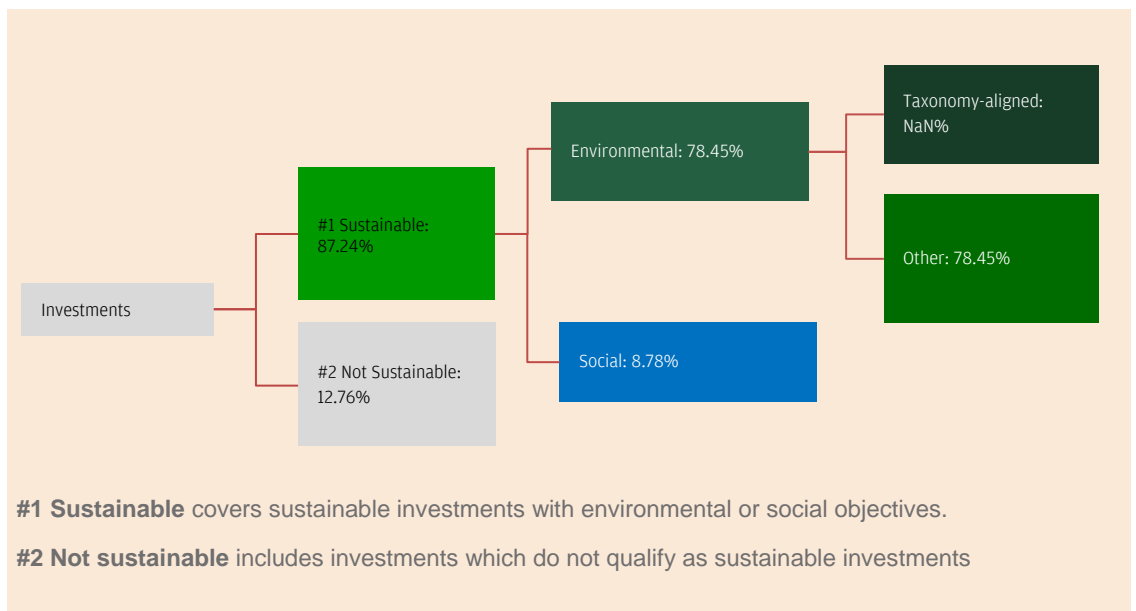 Taxonomy-aligned:
NaN%
Environmental: 78.45%
#1 Sustainable:
87.24%
Other: 78.45%
Investments
Social: 8.78%
#2 Not Sustainable:
12.76%
#1 Sustainable covers sustainable investments with environmental or social objectives.
#2 Not sustainable includes investments which do not qualify as sustainable investments